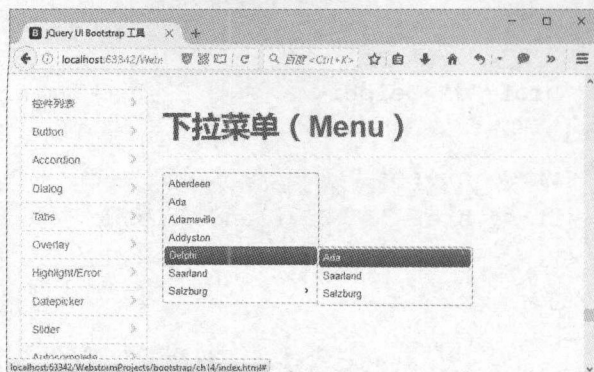 jQuery UI Bootstrap 工具
localhost:63342/Webs
百度 <Ctrl+K>
控件列表
Button
Accordion
Dialog
Tabs
Overlay
Highlight/Error
Datepicker
Slider
Autocomplete
下拉菜单（Menu）
Aberdeen
Ada
Adamsville
Addyston
Delphi
Saarland
Salzburg
Ada
Saarland
Salzburg
localhost:63342/WebstormProjects/bootstrap/ch14/index.html#